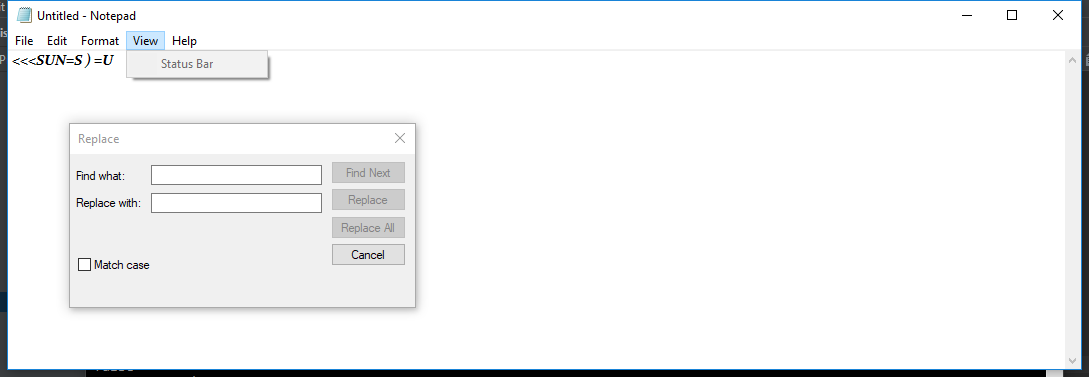 Untitled - Notepad
File Edit Format View Help
<<<SUN=S ) =U
Status Bar
Replace
Find what:
Find Next
Replace with:
Replace
Replace All
Cancel
Match case